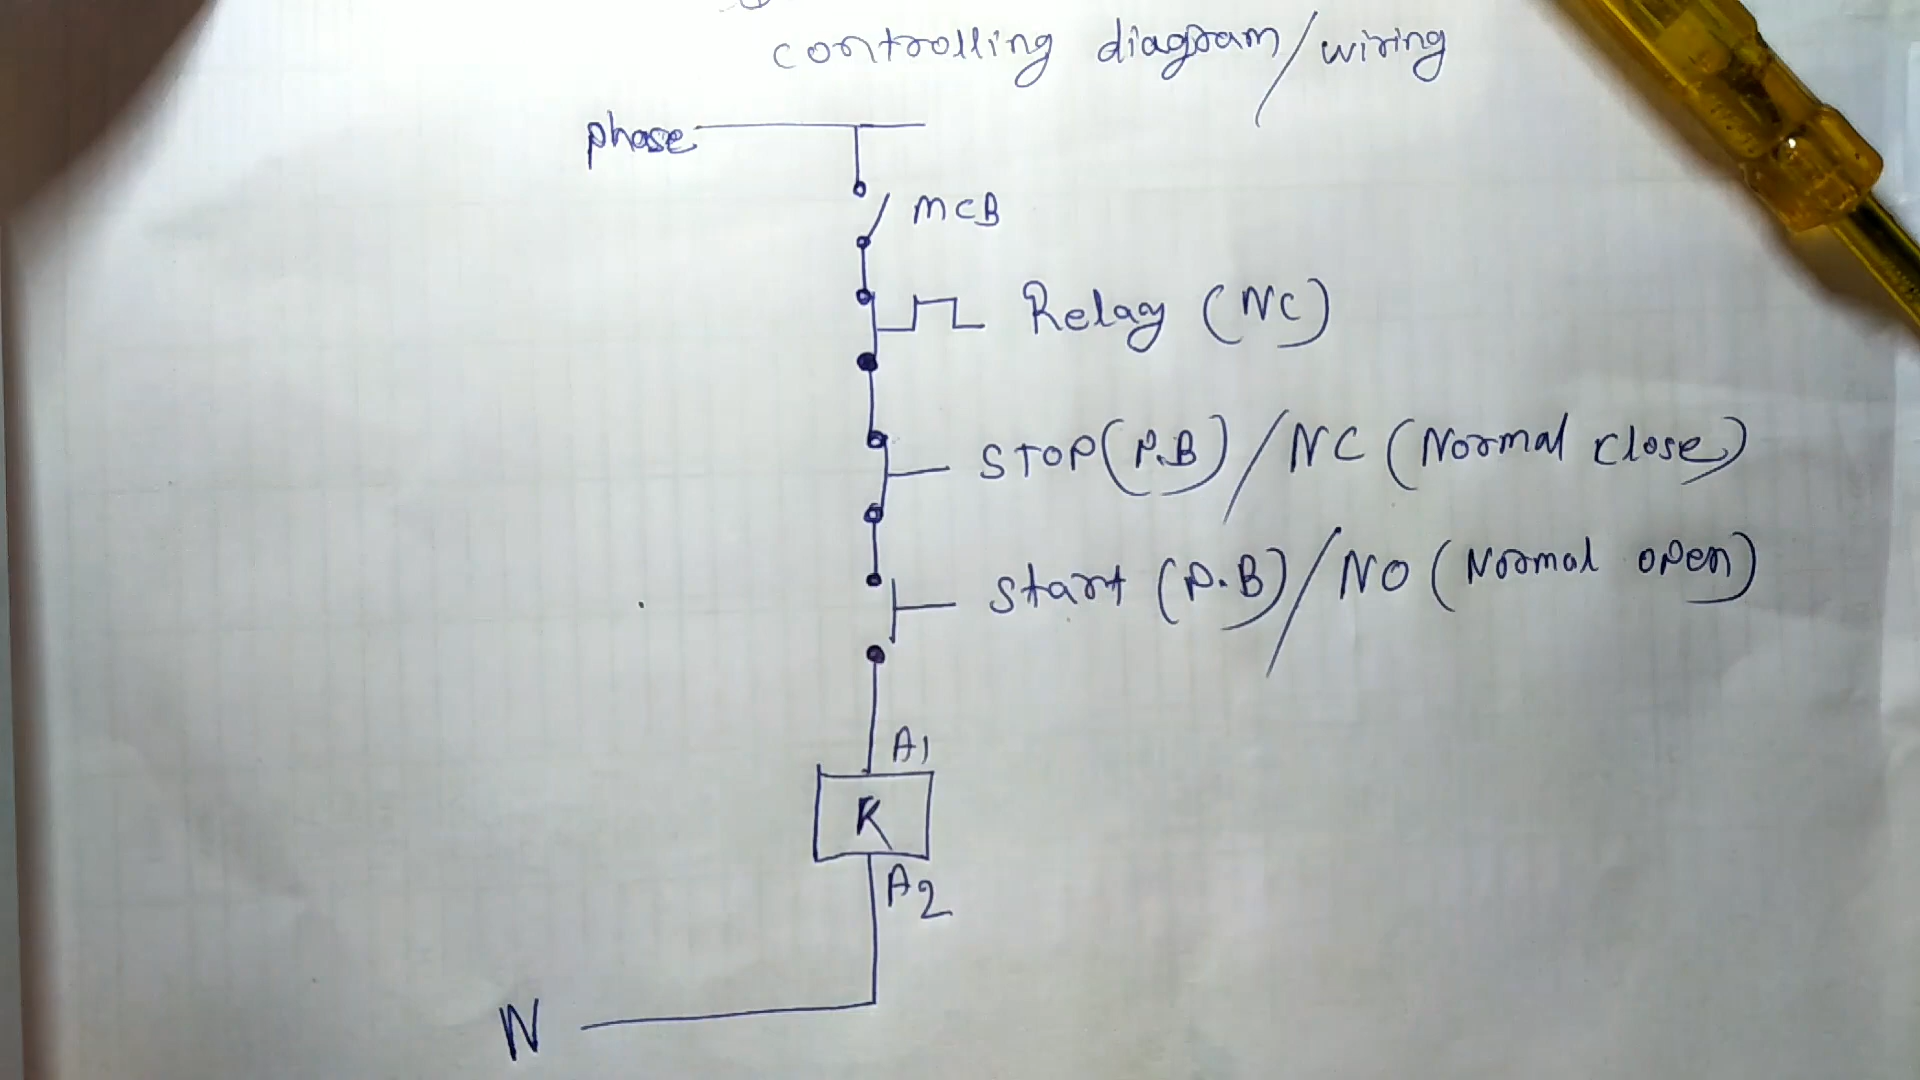 controlling diagram/wiring
phase
MCB
Relay (NC)
STOP(P.B)/NC (Normal close)
Start (P.B)/NO (Normal open)
A1
K
A2
N